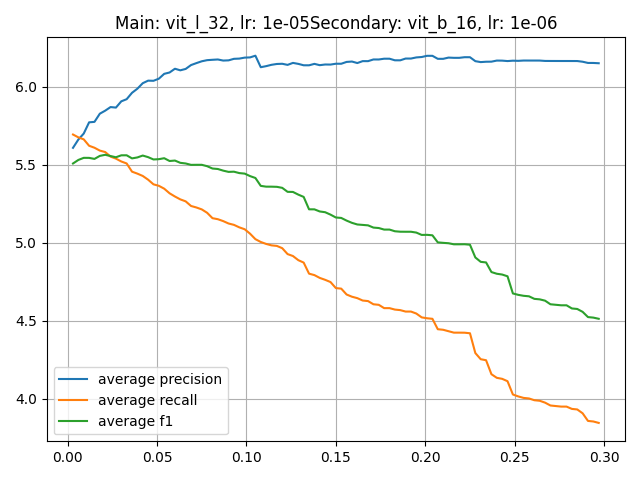 Main: vit_l_32, lr: 1e-05Secondary: vit_b_16, lr: 1e-06
6.0
5.5
5.0
4.5
4.0
average precision
average recall
average f1
0.00 0.05 0.10 0.15 0.20 0.25 0.30